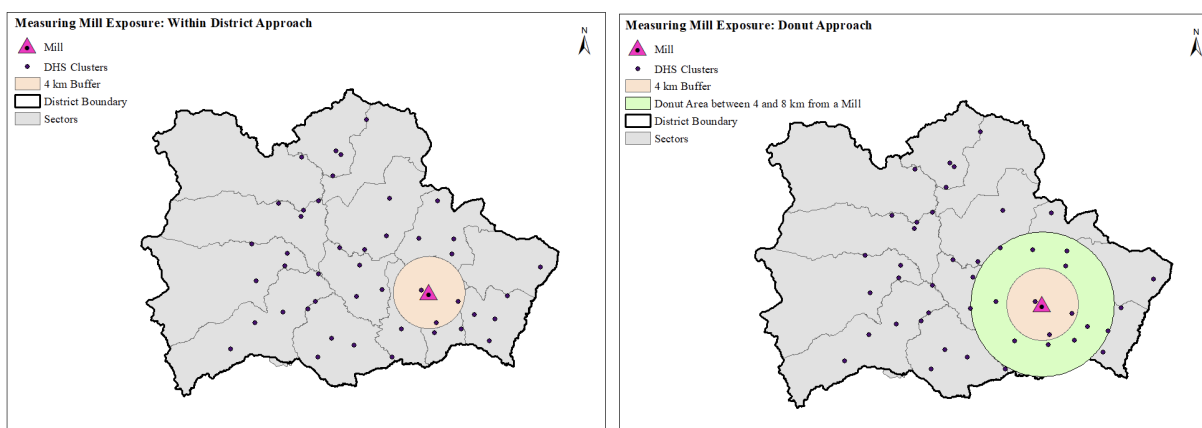 Measuring Mill Exposure: Within District Approach
Mill
DHS Clusters
4 km Buffer
District Boundary
Sectors
N
Measuring Mill Exposure: Donut Approach
Mill
DHS Clusters
4 km Buffer
Donut Area between 4 and 8 km from a Mill
District Boundary
Sectors
N